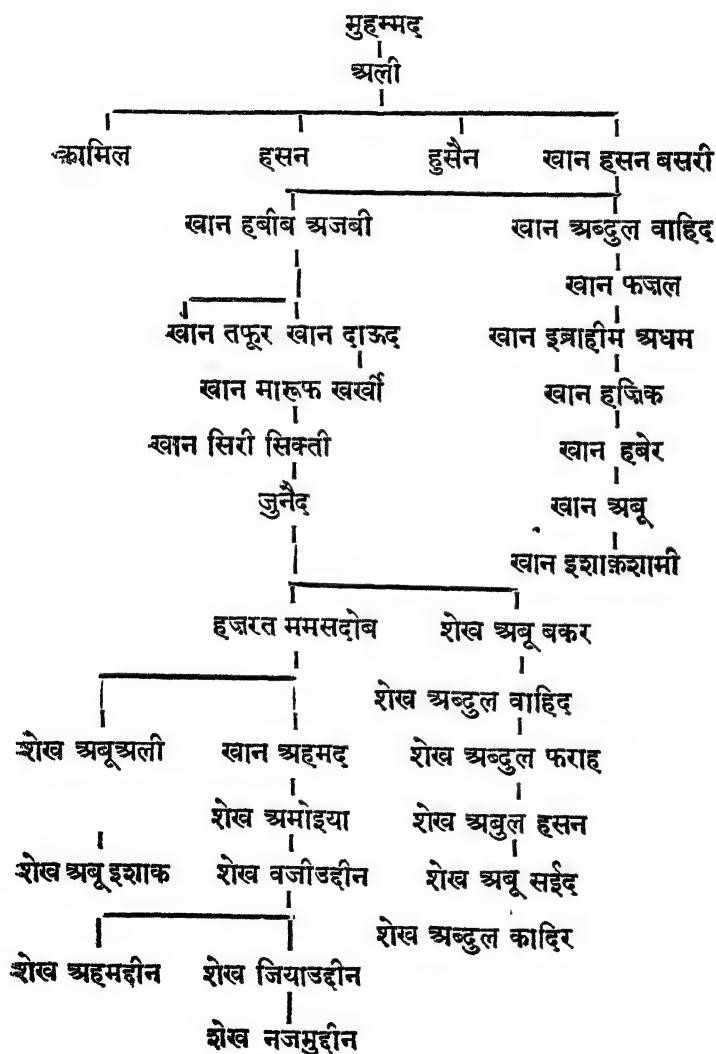 मुहम्मद
अली
क़ामिल हसन हुसैन खान हसन बसरी
खान हबीब अजबी खान अब्दुल वाहिद
खान फज़ल
खान तफूर खान दाऊद खान इब्राहीम अधम
खान मारूफ खर्खी खान हज़िक
खान सिरी सिक्ती खान हबेर
जुनैद खान अबू
खान इशाक़शामी
हज़रत ममसदोब शेख अबू बकर
शेख अब्दुल वाहिद
शेख अबूअली खान अहमद शेख अब्दुल फराह
शेख अमोइया शेख अबुल हसन
शेख अबू इशाक शेख वजीउद्दीन शेख अबू सईद
शेख अब्दुल कादिर
शेख अहमद्दीन शेख जियाउद्दीन
शेख नजमुद्दीन